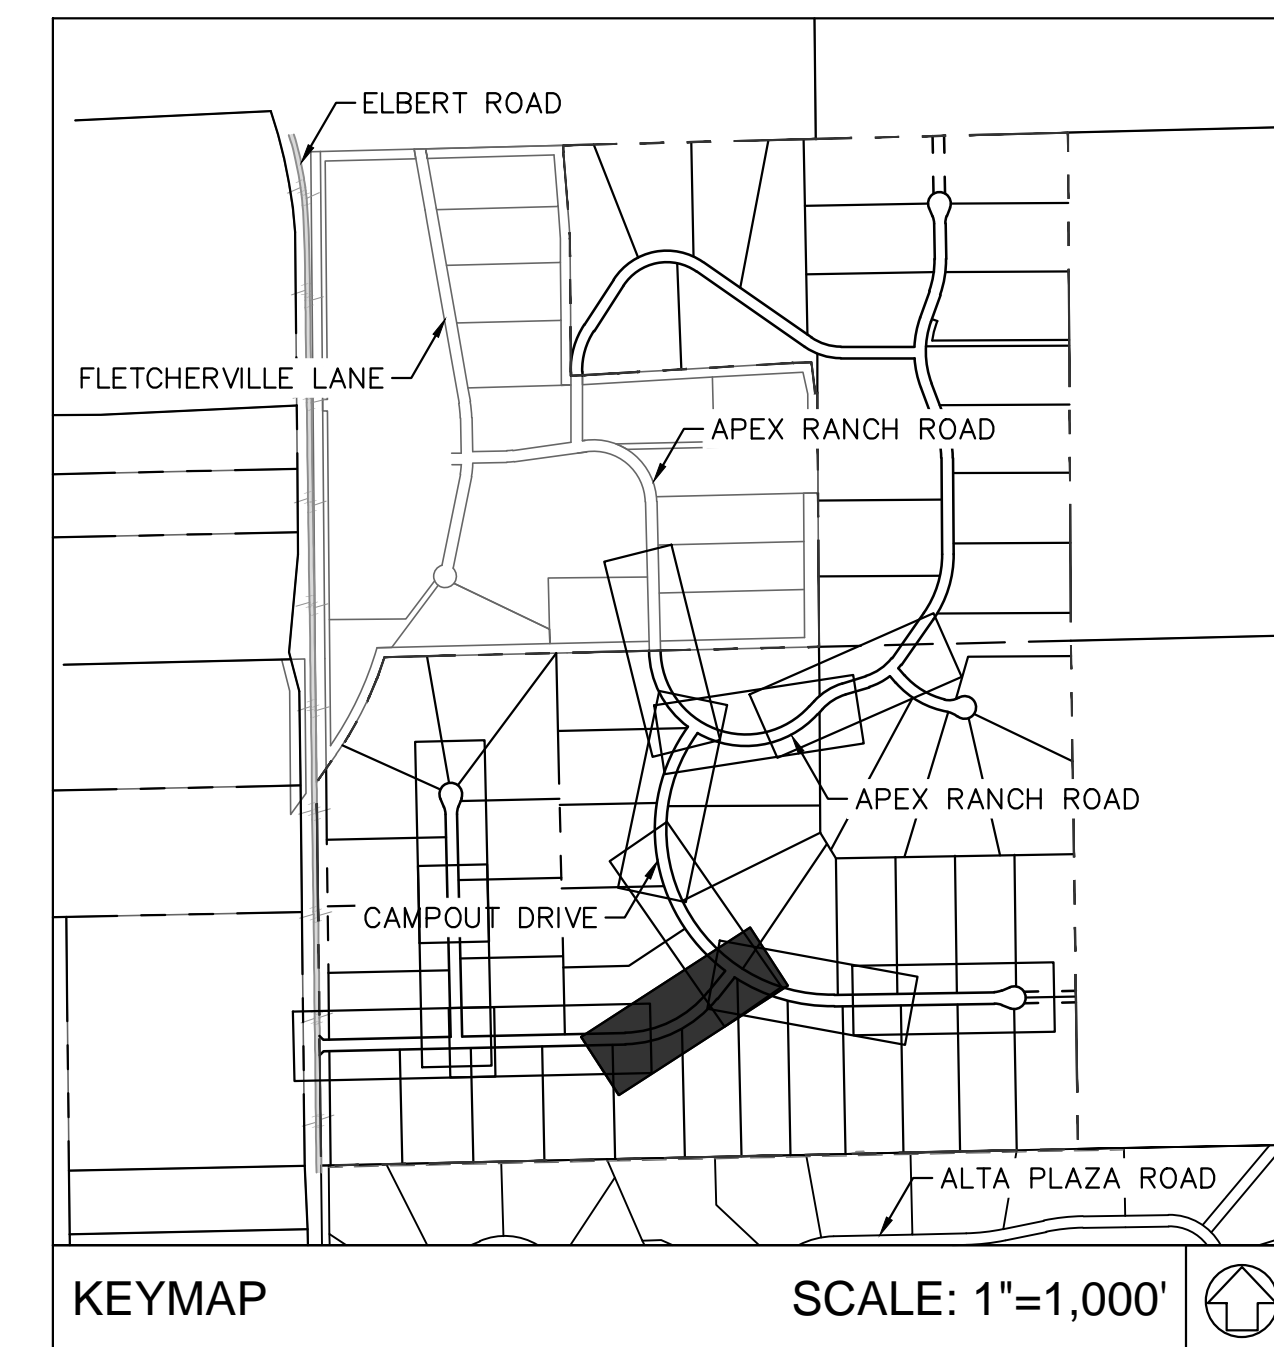 ELBERT ROAD
FLETCHERVILLE LANE
APEX RANCH ROAD
APEX RANCH ROAD
CAMPOUT DRIVE
ALTA PLAZA ROAD
KEYMAP
SCALE: 1"=1,000'